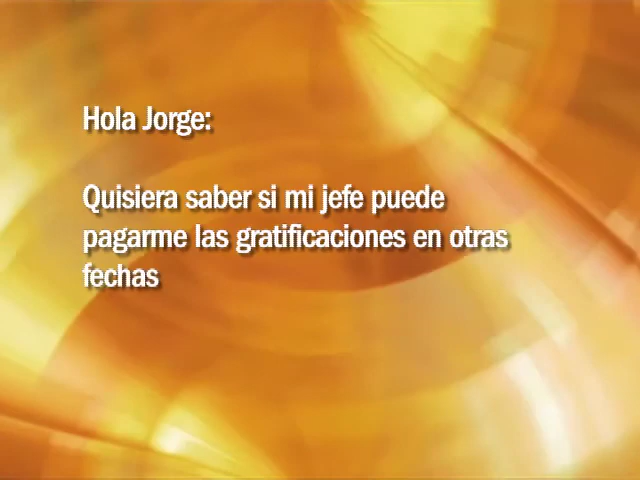 Hola Jorge:
Quisiera saber si mi jefe puede
pagarme las gratificaciones en otras
fechas